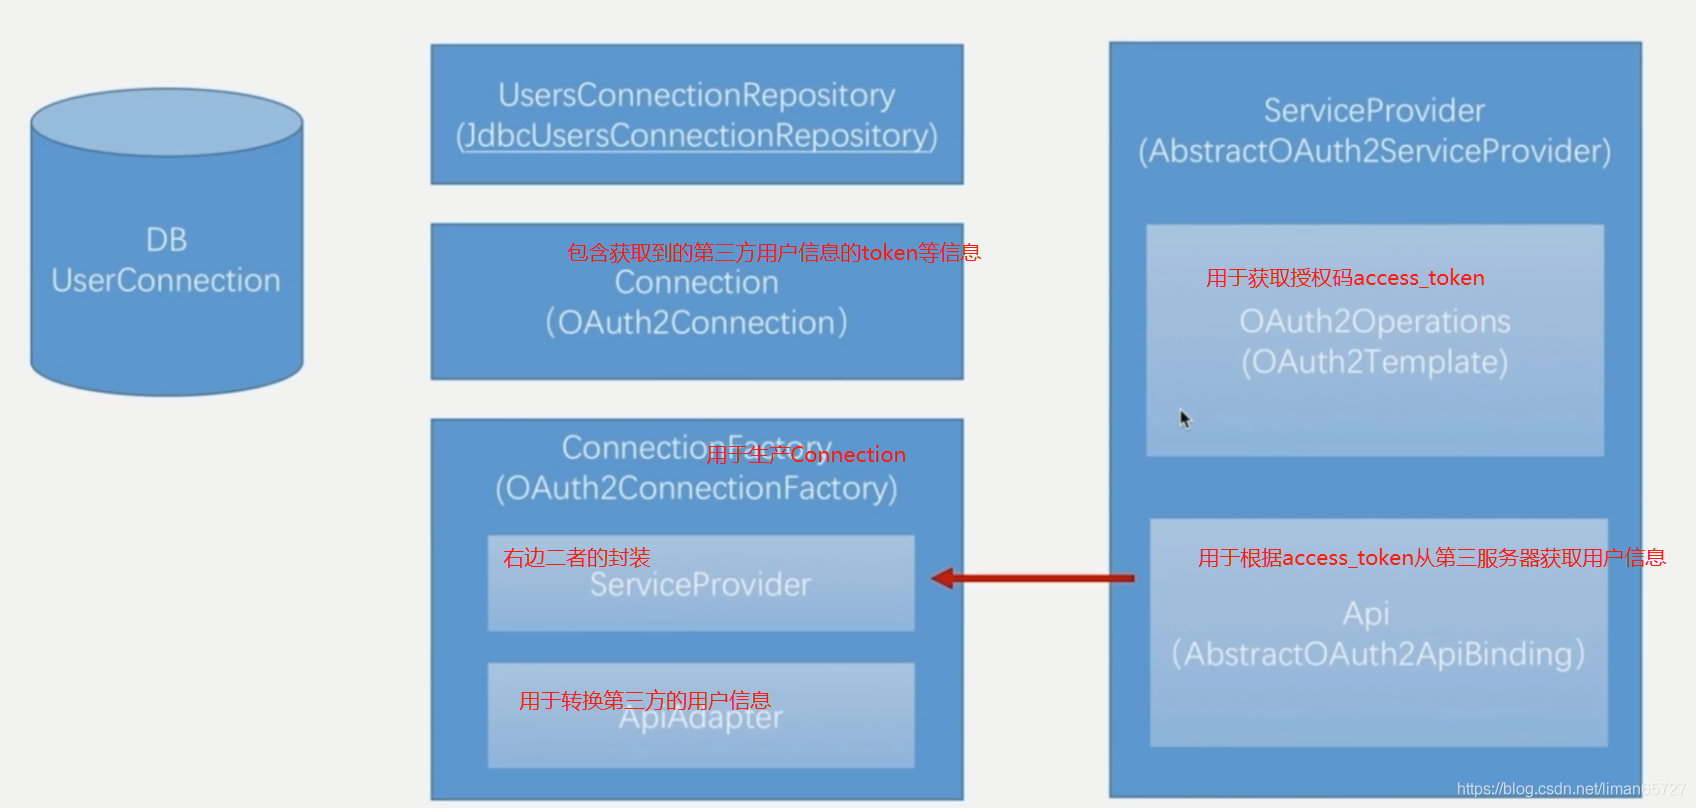 DB
UserConnection
UsersConnectionRepository
(JdbcUsersConnectionRepository)
包含获取到的第三方用户信息的token等信息
Connection
（OAuth2Connection）
ConnectionFactory
用于生产Connection
(OAuth2ConnectionFactory)
右边二者的封装
ServiceProvider
用于转换第三方的用户信息
ApiAdapter
ServiceProvider
(AbstractOAuth2ServiceProvider)
用于获取授权码access_token
OAuth2Operations
(OAuth2Template)
用于根据access_token从第三服务器获取用户信息
Api
（AbstractOAuth2ApiBinding）
https://blog.csdn.net/liman65727